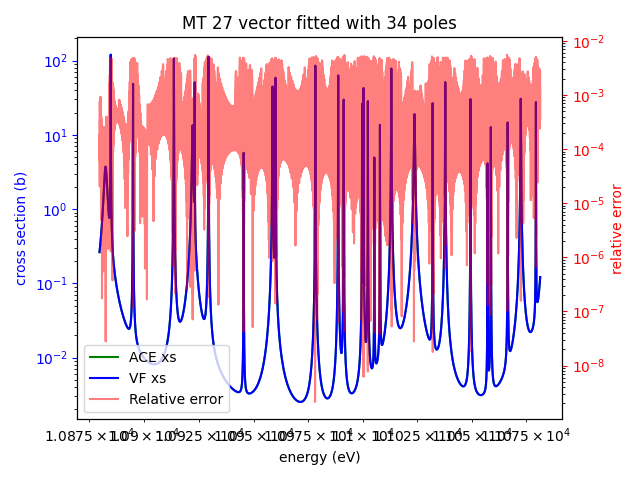 MT 27 vector fitted with 34 poles
10²
10¹
10⁰
10⁻¹
10⁻²
cross section (b)
10⁻²
10⁻³
10⁻⁴
10⁻⁵
10⁻⁶
10⁻⁷
10⁻⁸
relative error
ACE xs
VF xs
Relative error
energy (eV)